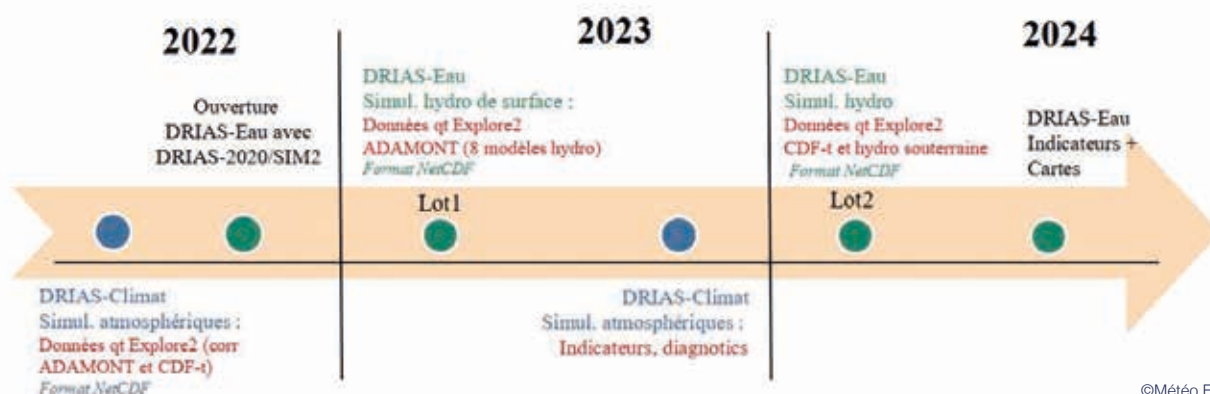 2022
2023
2024
Ouverture
DRIAS-Eau avec
DRIAS-2020/SIM2
DRIAS-Eau
Simul. hydro de surface :
Données qt Explore2
ADAMONT (8 modèles hydro)
Format NetCDF
DRIAS-Eau
Simul. hydro
Données qt Explore2
CDF-t et hydro souterraine
Format NetCDF
DRIAS-Eau
Indicateurs +
Cartes
Lot1
Lot2
DRIAS-Climat
Simul. atmosphériques :
Données qt Explore2 (corr
ADAMONT et CDF-t)
Format NetCDF
DRIAS-Climat
Simul. atmosphériques :
Indicateurs, diagnotics
©Météo F